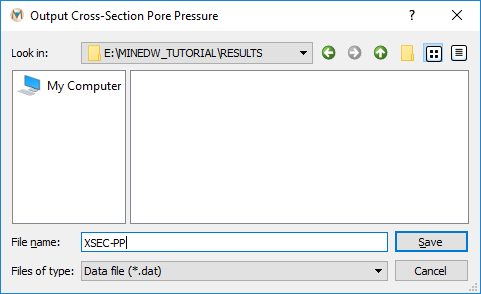 Output Cross-Section Pore Pressure
Look in: E:\MINEDW_TUTORIAL\RESULTS
My Computer
File name: XSEC-PP Save
Files of type: Data file (*.dat) Cancel